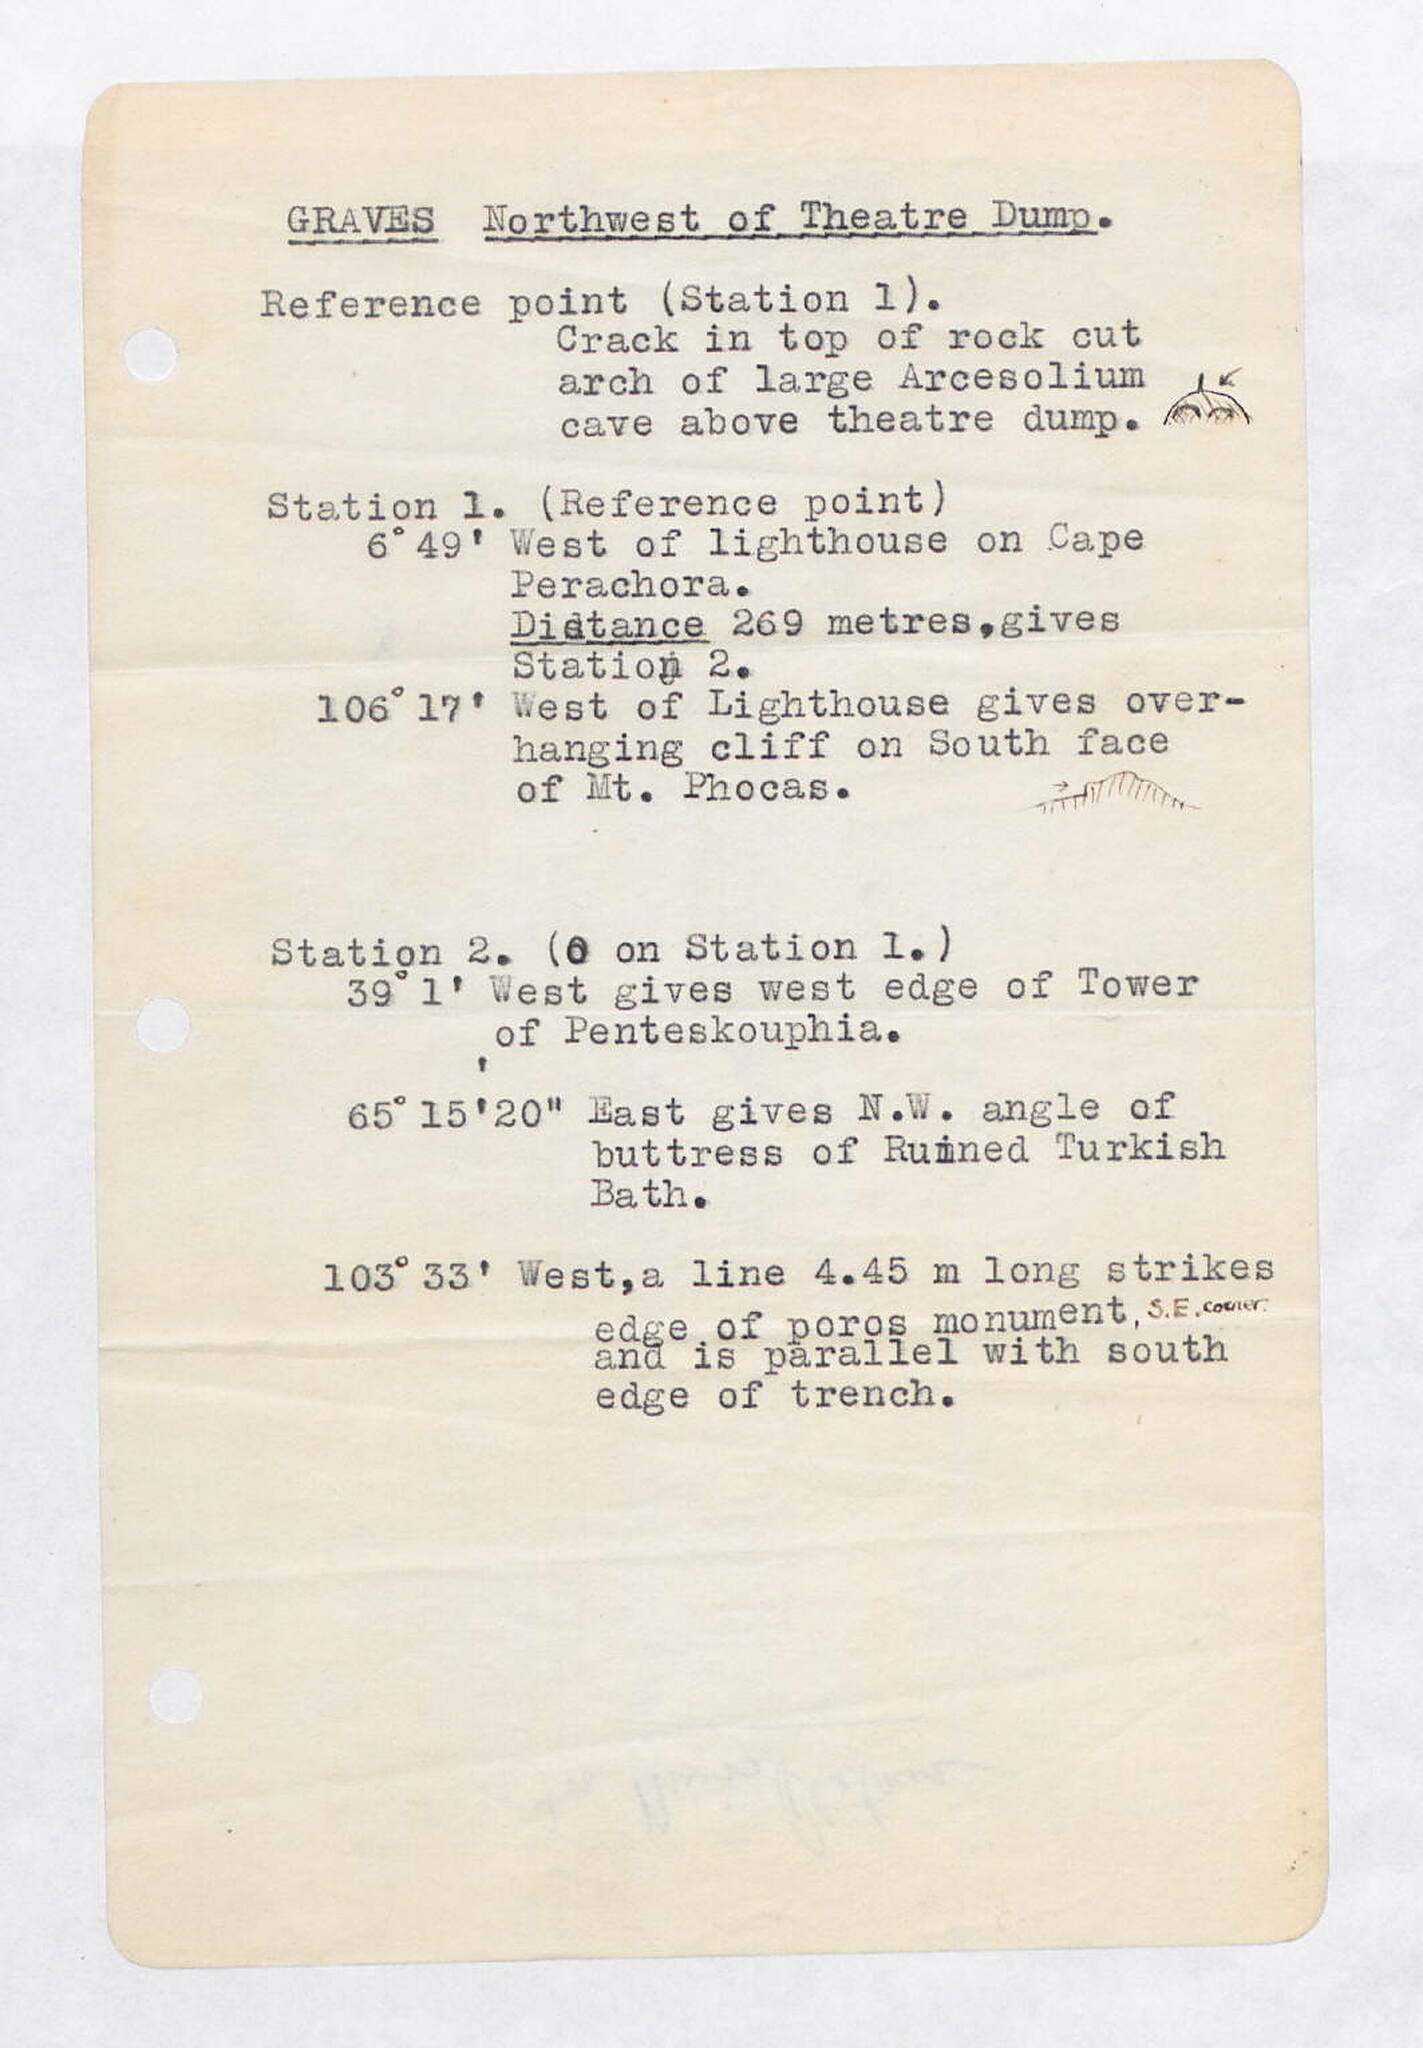 GRAVES Northwest of Theatre Dump.
Reference point (Station 1).
Crack in top of rock cut
arch of large Arcesolium
cave above theatre dump.
Station 1. (Reference point)
6° 49' West of lighthouse on Cape
Perachora.
Distance 269 metres,gives
Station 2.
106° 17' West of Lighthouse gives over-
hanging cliff on South face
of Mt. Phocas.
Station 2. (0 on Station 1.)
39° 1' West gives west edge of Tower
of Penteskouphia.
'
65° 15'20" East gives N.W. angle of
buttress of Ruined Turkish
Bath.
103° 33' West,a line 4.45 m long strikes
edge of poros monument, S.E. corner.
and is parallel with south
edge of trench.